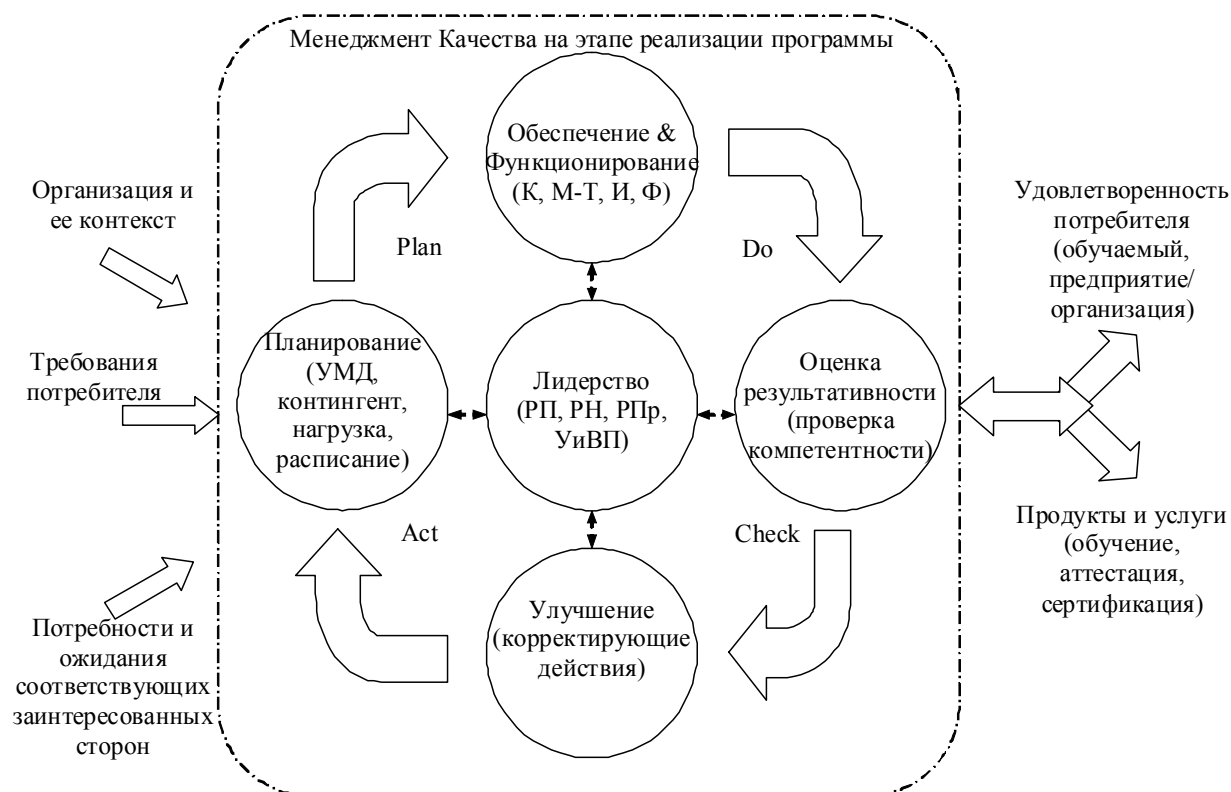 Менеджмент Качества на этапе реализации программы
Обеспечение &
Функционирование
(К, М-Т, И, Ф)
Организация и
ее контекст
Plan
Do
Удовлетворенность
потребителя
(обучаемый,
предприятие/
организация)
Требования
потребителя
Планирование
(УМД,
контингент,
нагрузка,
расписание)
Лидерство
(РП, РН, РПр,
УиВП)
Оценка
результативности
(проверка
компетентности)
Act
Check
Продукты и услуги
(обучение,
аттестация,
сертификация)
Улучшение
(корректирующие
действия)
Потребности и
ожидания
соответствующих
заинтересованных
сторон